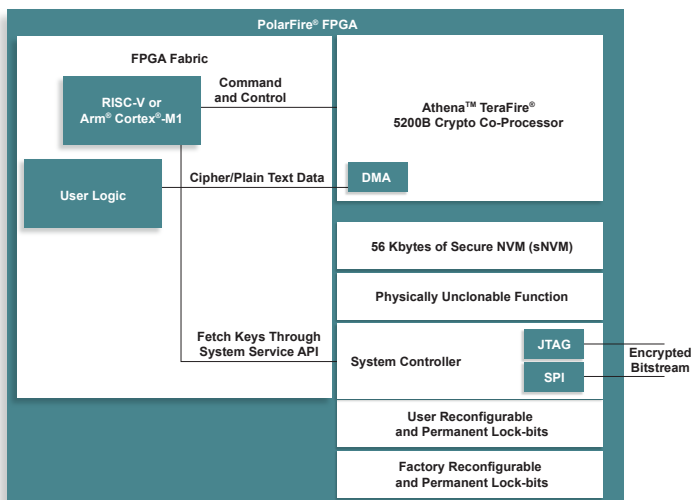 PolarFire® FPGA
FPGA Fabric
RISC-V or
Arm® Cortex®-M1
Command
and Control
Athena™ TeraFire®
5200B Crypto Co-Processor
User Logic
Cipher/Plain Text Data
DMA
56 Kbytes of Secure NVM (sNVM)
Physically Unclonable Function
Fetch Keys Through
System Service API
System Controller
JTAG
SPI
Encrypted
Bitstream
User Reconfigurable
and Permanent Lock-bits
Factory Reconfigurable
and Permanent Lock-bits